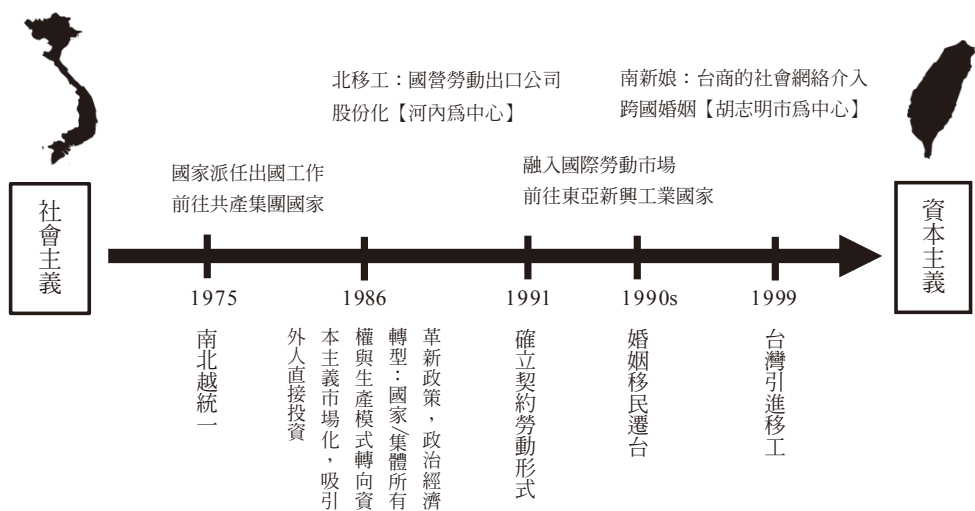 北移工：國營勞動出口公司
股份化【河內為中心】
南新娘：台商的社會網絡介入
跨國婚姻【胡志明市為中心】
國家派任出國工作
前往共產集團國家
融入國際勞動市場
前往東亞新興工業國家
社會主義
資本主義
1975
1986
1991
1990s
1999
南北越統一
革新政策，政治經濟
轉型：國家/集體所有
權與生產模式轉向資
本主義市場化，吸引
外人直接投資
確立契約勞動形式
婚姻移民遷台
台灣引進移工